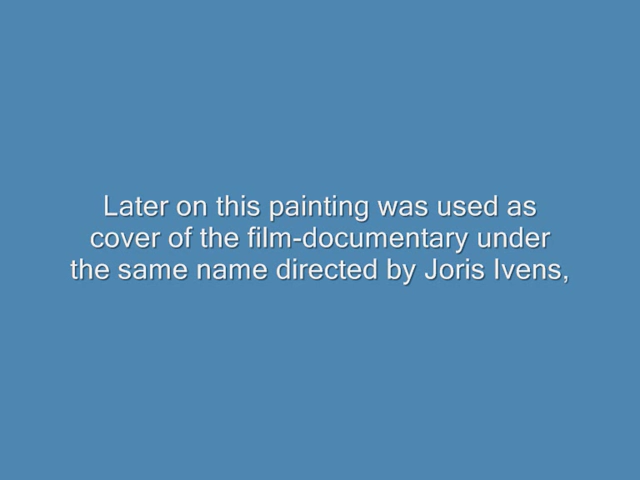 Later on this painting was used as
cover of the film-documentary under
the same name directed by Joris Ivens,